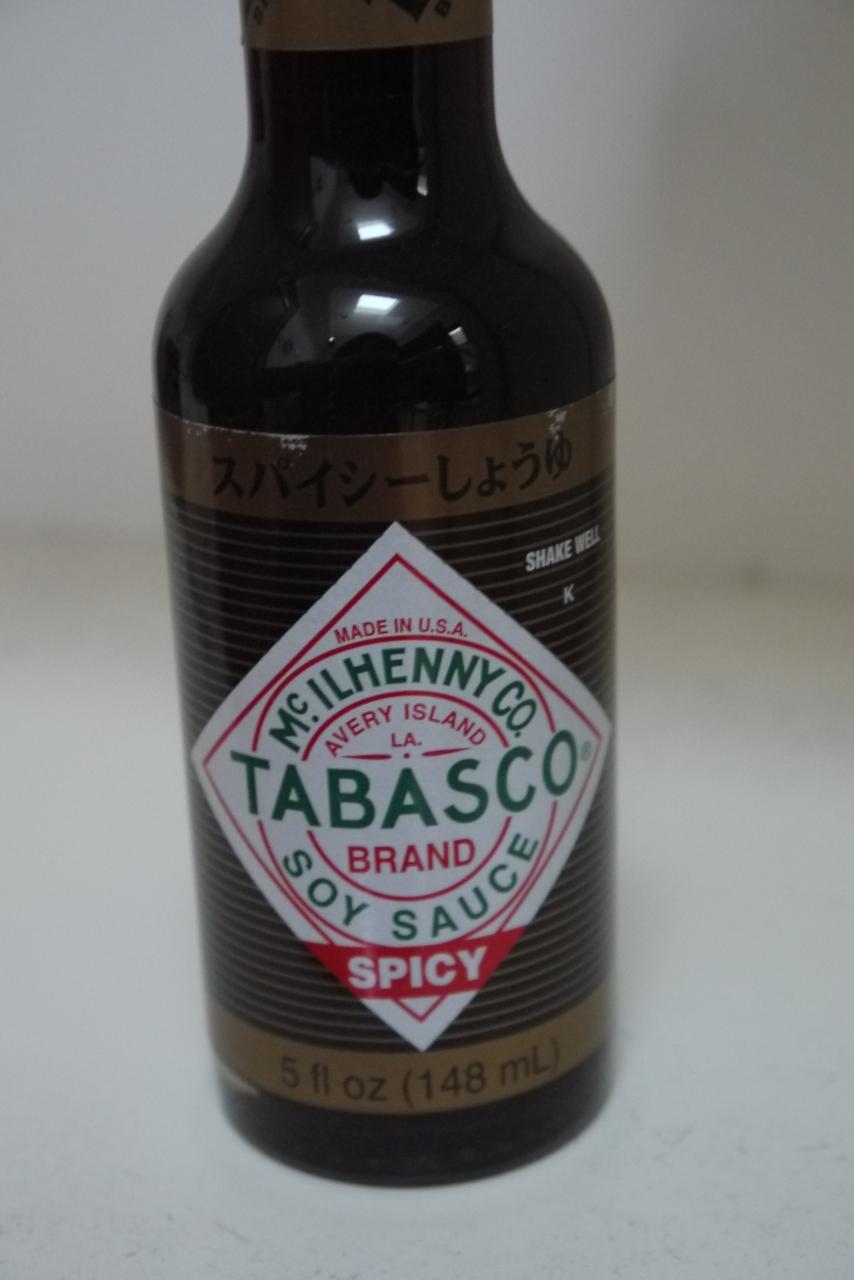 スパイシーしょうゆ
SHAKE WELL
K
MADE IN U.S.A.
McILHENNY CO.
AVERY ISLAND
LA.
TABASCO®
BRAND
SOY SAUCE
SPICY
5 fl oz (148 mL)